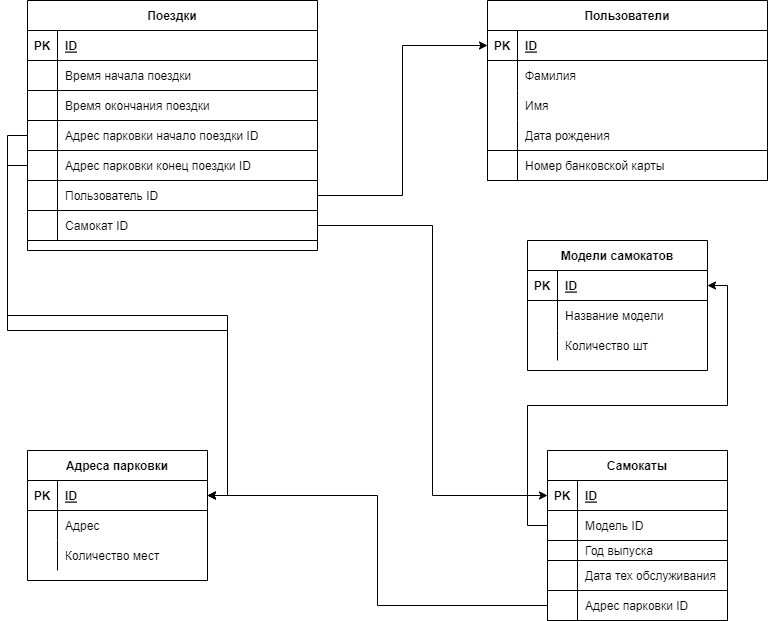 Поездки
PK ID
Время начала поездки
Время окончания поездки
Адрес парковки начало поездки ID
Адрес парковки конец поездки ID
Пользователь ID
Самокат ID
Пользователи
PK ID
Фамилия
Имя
Дата рождения
Номер банковской карты
Модели самокатов
PK ID
Название модели
Количество шт
Адреса парковки
PK ID
Адрес
Количество мест
Самокаты
PK ID
Модель ID
Год выпуска
Дата тех обслуживания
Адрес парковки ID